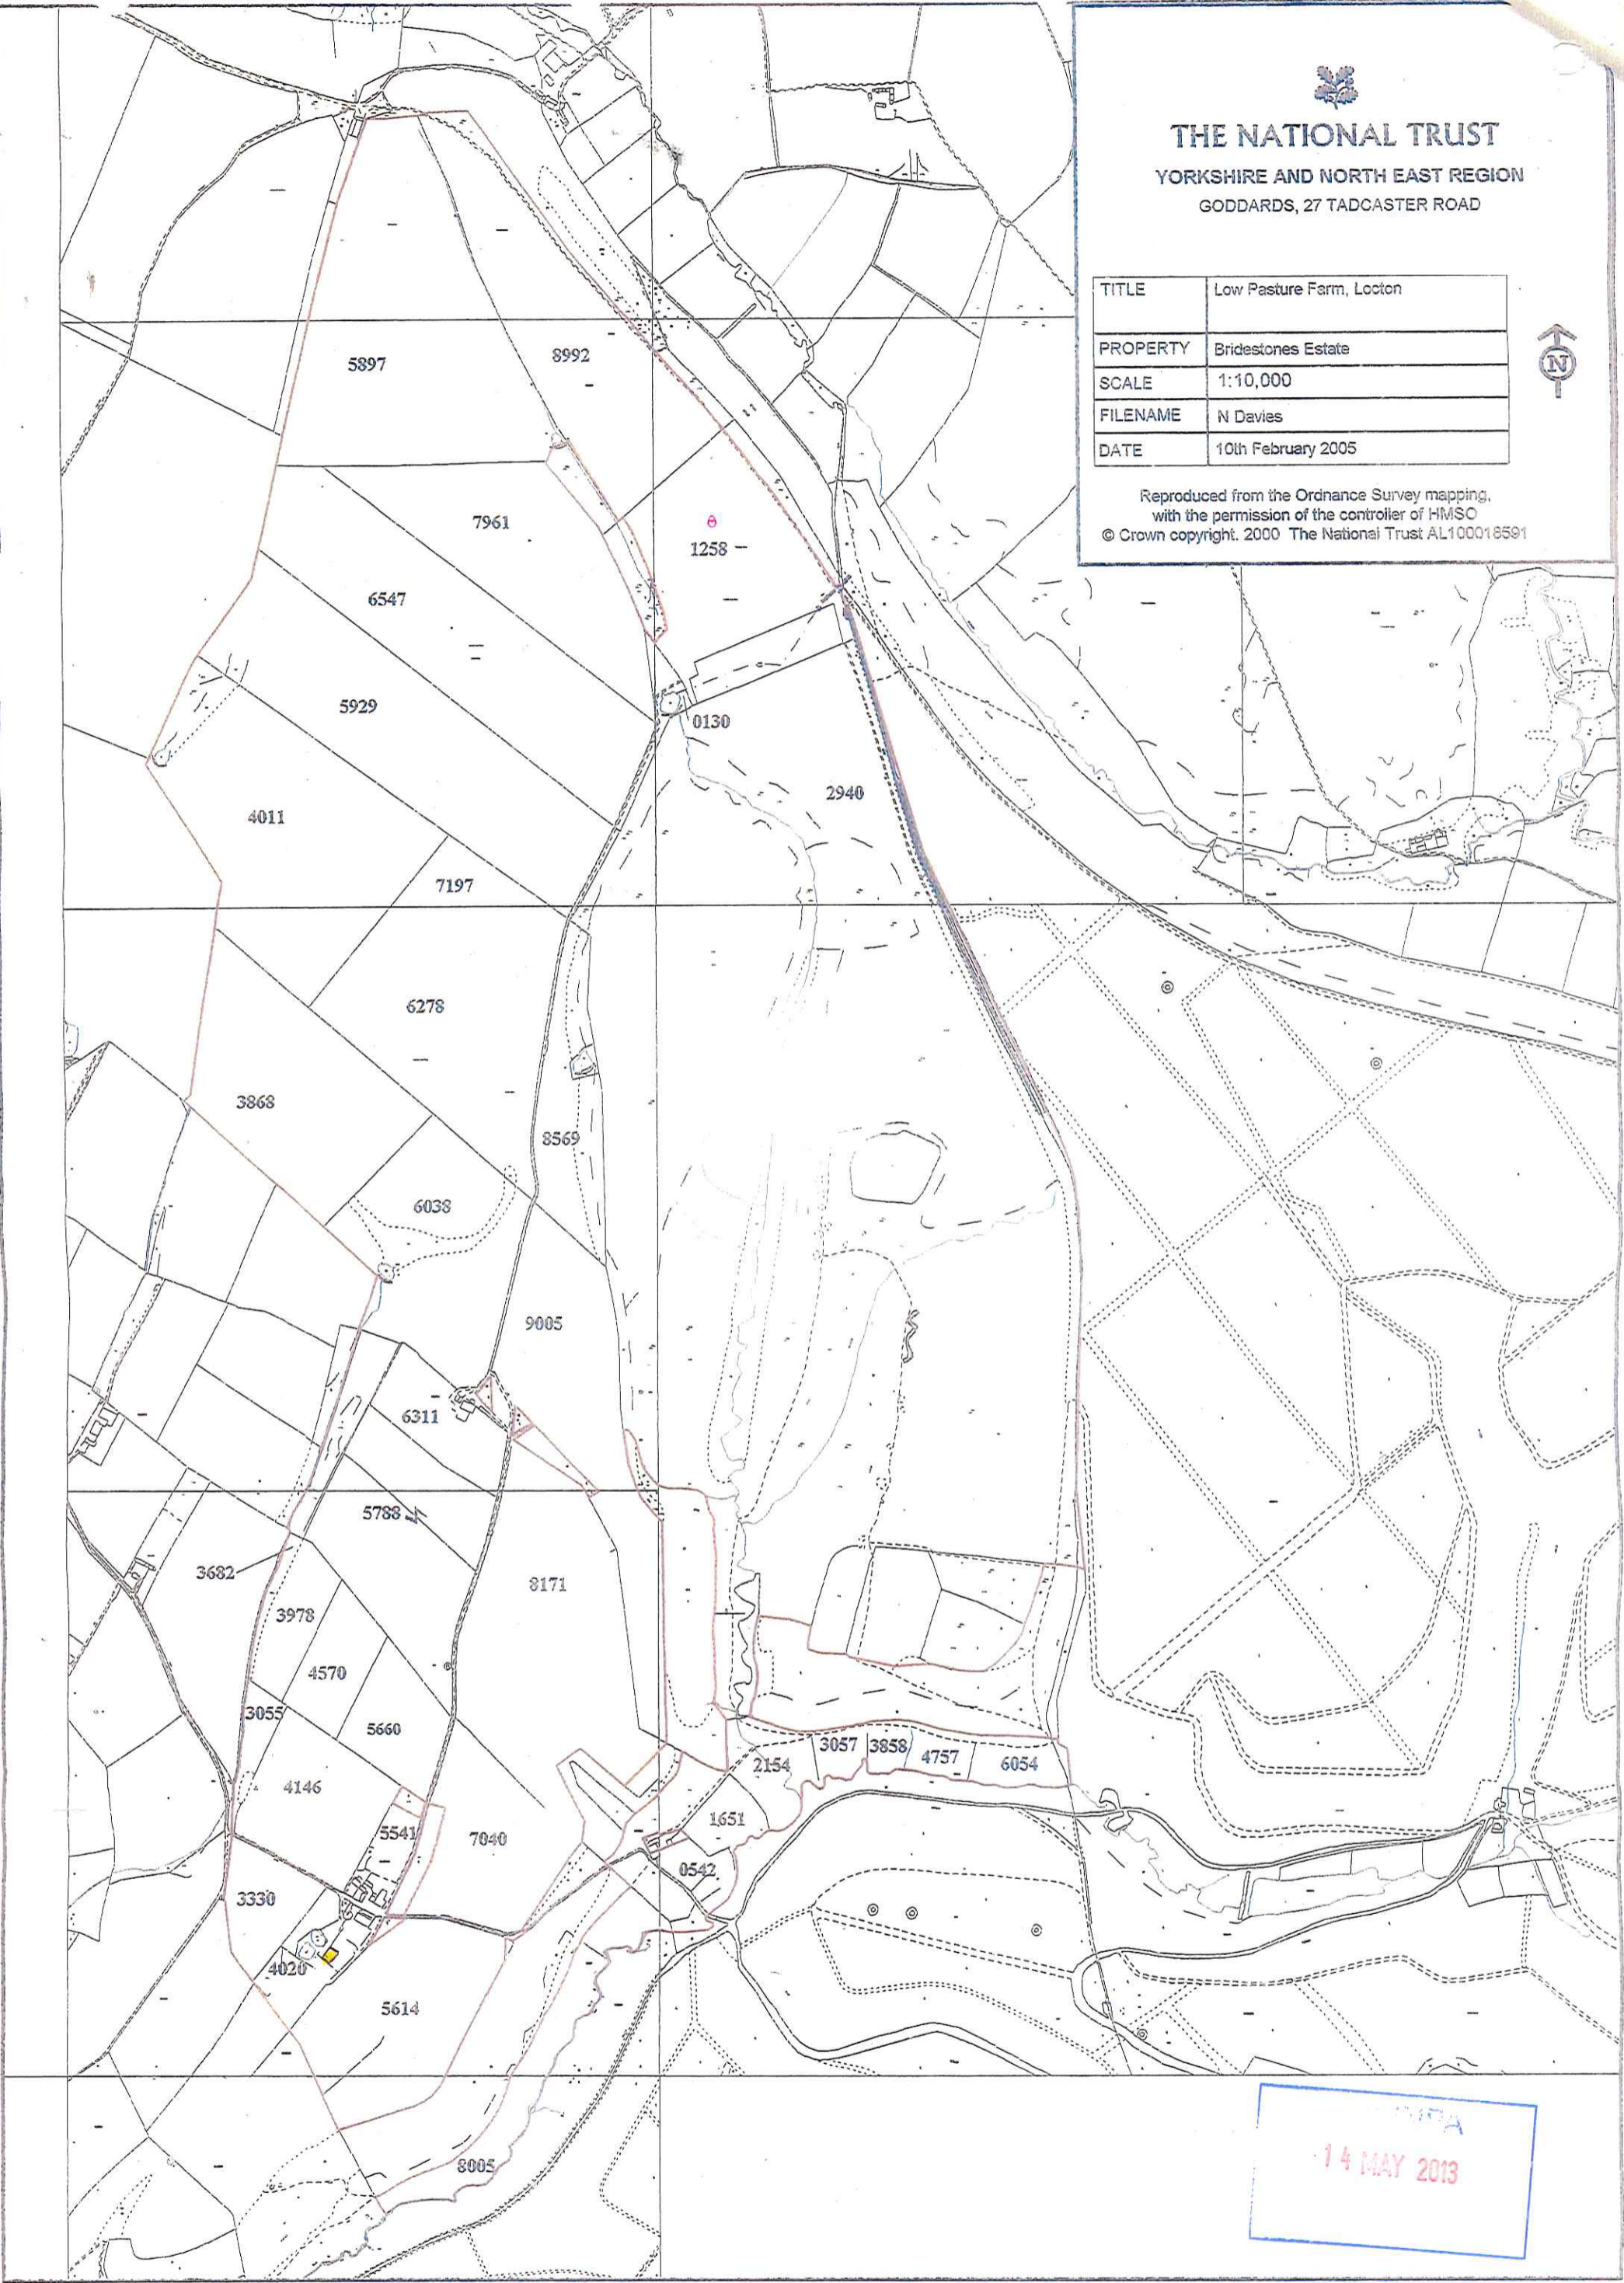 THE NATIONAL TRUST
YORKSHIRE AND NORTH EAST REGION
GODDARDS, 27 TADCASTER ROAD
TITLE Low Pasture Farm, Locton
PROPERTY Bridestones Estate
SCALE 1:10,000
FILENAME N Davies
DATE 10th February 2005
N
Reproduced from the Ordnance Survey mapping,
with the permission of the controller of HMSO
© Crown copyright. 2000 The National Trust AL100018591
5897
8992
7961
1258
6547
5929
0130
2940
4011
7197
6278
3868
8569
6038
9005
6311
5788
3682
8171
3978
4570
3055
5660
3057
3858
4757
6054
2154
4146
1651
5541
7040
0542
3330
4020
5614
8005
14 MAY 2013